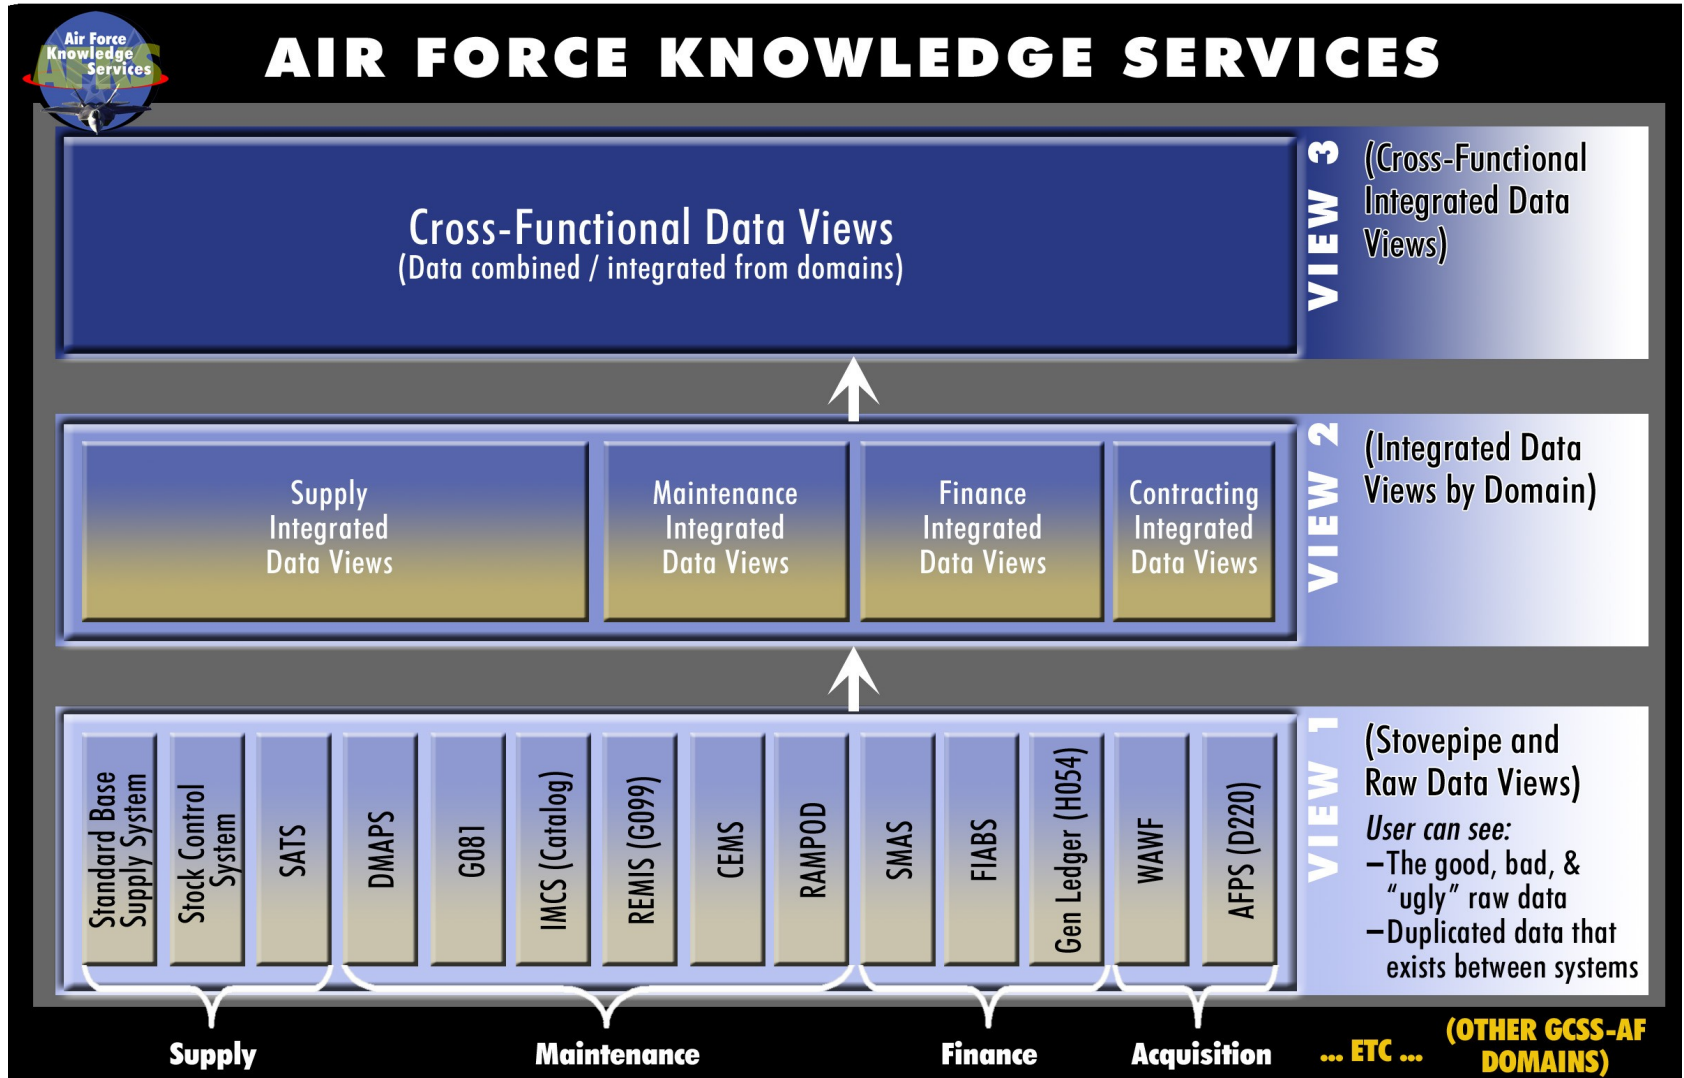 Air Force
Knowledge
Services
AFKS
AIR FORCE KNOWLEDGE SERVICES
Cross-Functional Data Views
(Data combined / integrated from domains)
VIEW 3
(Cross-Functional
Integrated Data
Views)
Supply
Integrated
Data Views
Maintenance
Integrated
Data Views
Finance
Integrated
Data Views
Contracting
Integrated
Data Views
VIEW 2
(Integrated Data
Views by Domain)
Standard Base
Supply System
Stock Control
System
SATS
DMAPS
G081
IMCS (Catalog)
REMIS (G099)
CEMS
RAMPOD
SMAS
FIABS
Gen Ledger (H054)
WAWF
AFPS (D220)
VIEW 1
(Stovepipe and
Raw Data Views)
User can see:
–The good, bad, &
“ugly” raw data
–Duplicated data that
exists between systems
Supply
Maintenance
Finance
Acquisition
... ETC ...
(OTHER GCSS-AF
DOMAINS)